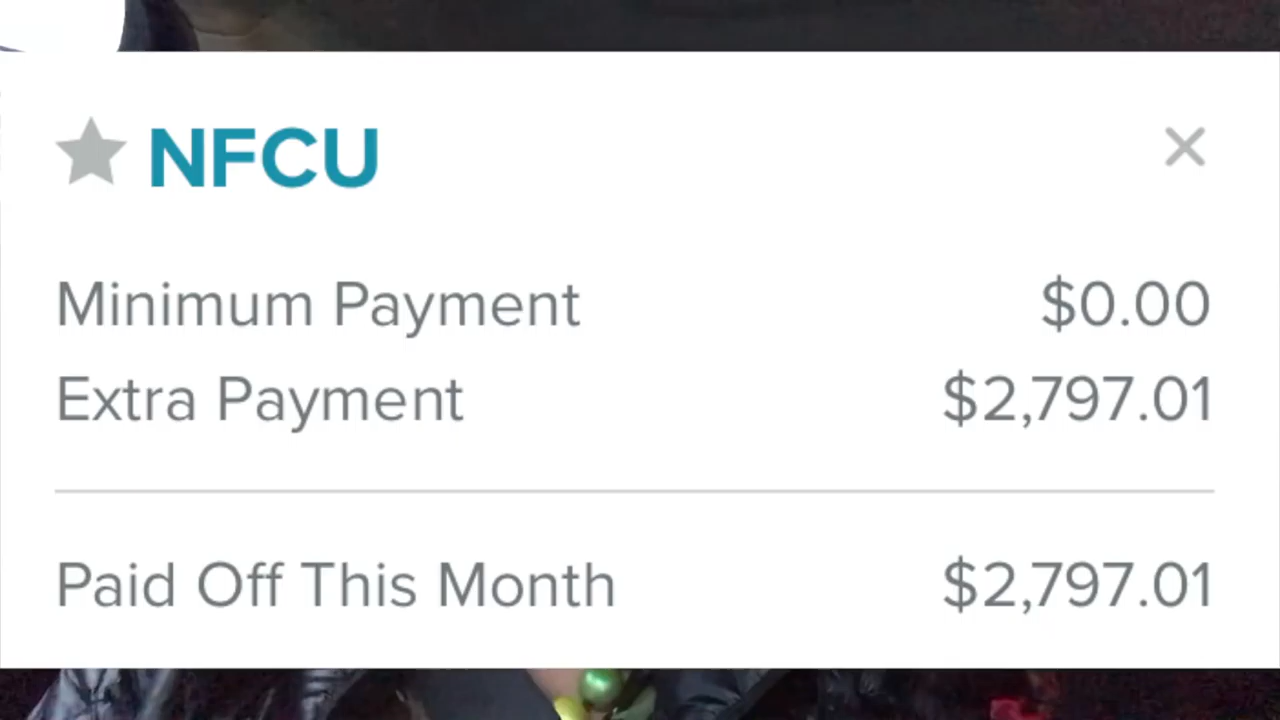 NFCU
Minimum Payment $0.00
Extra Payment $2,797.01
Paid Off This Month $2,797.01